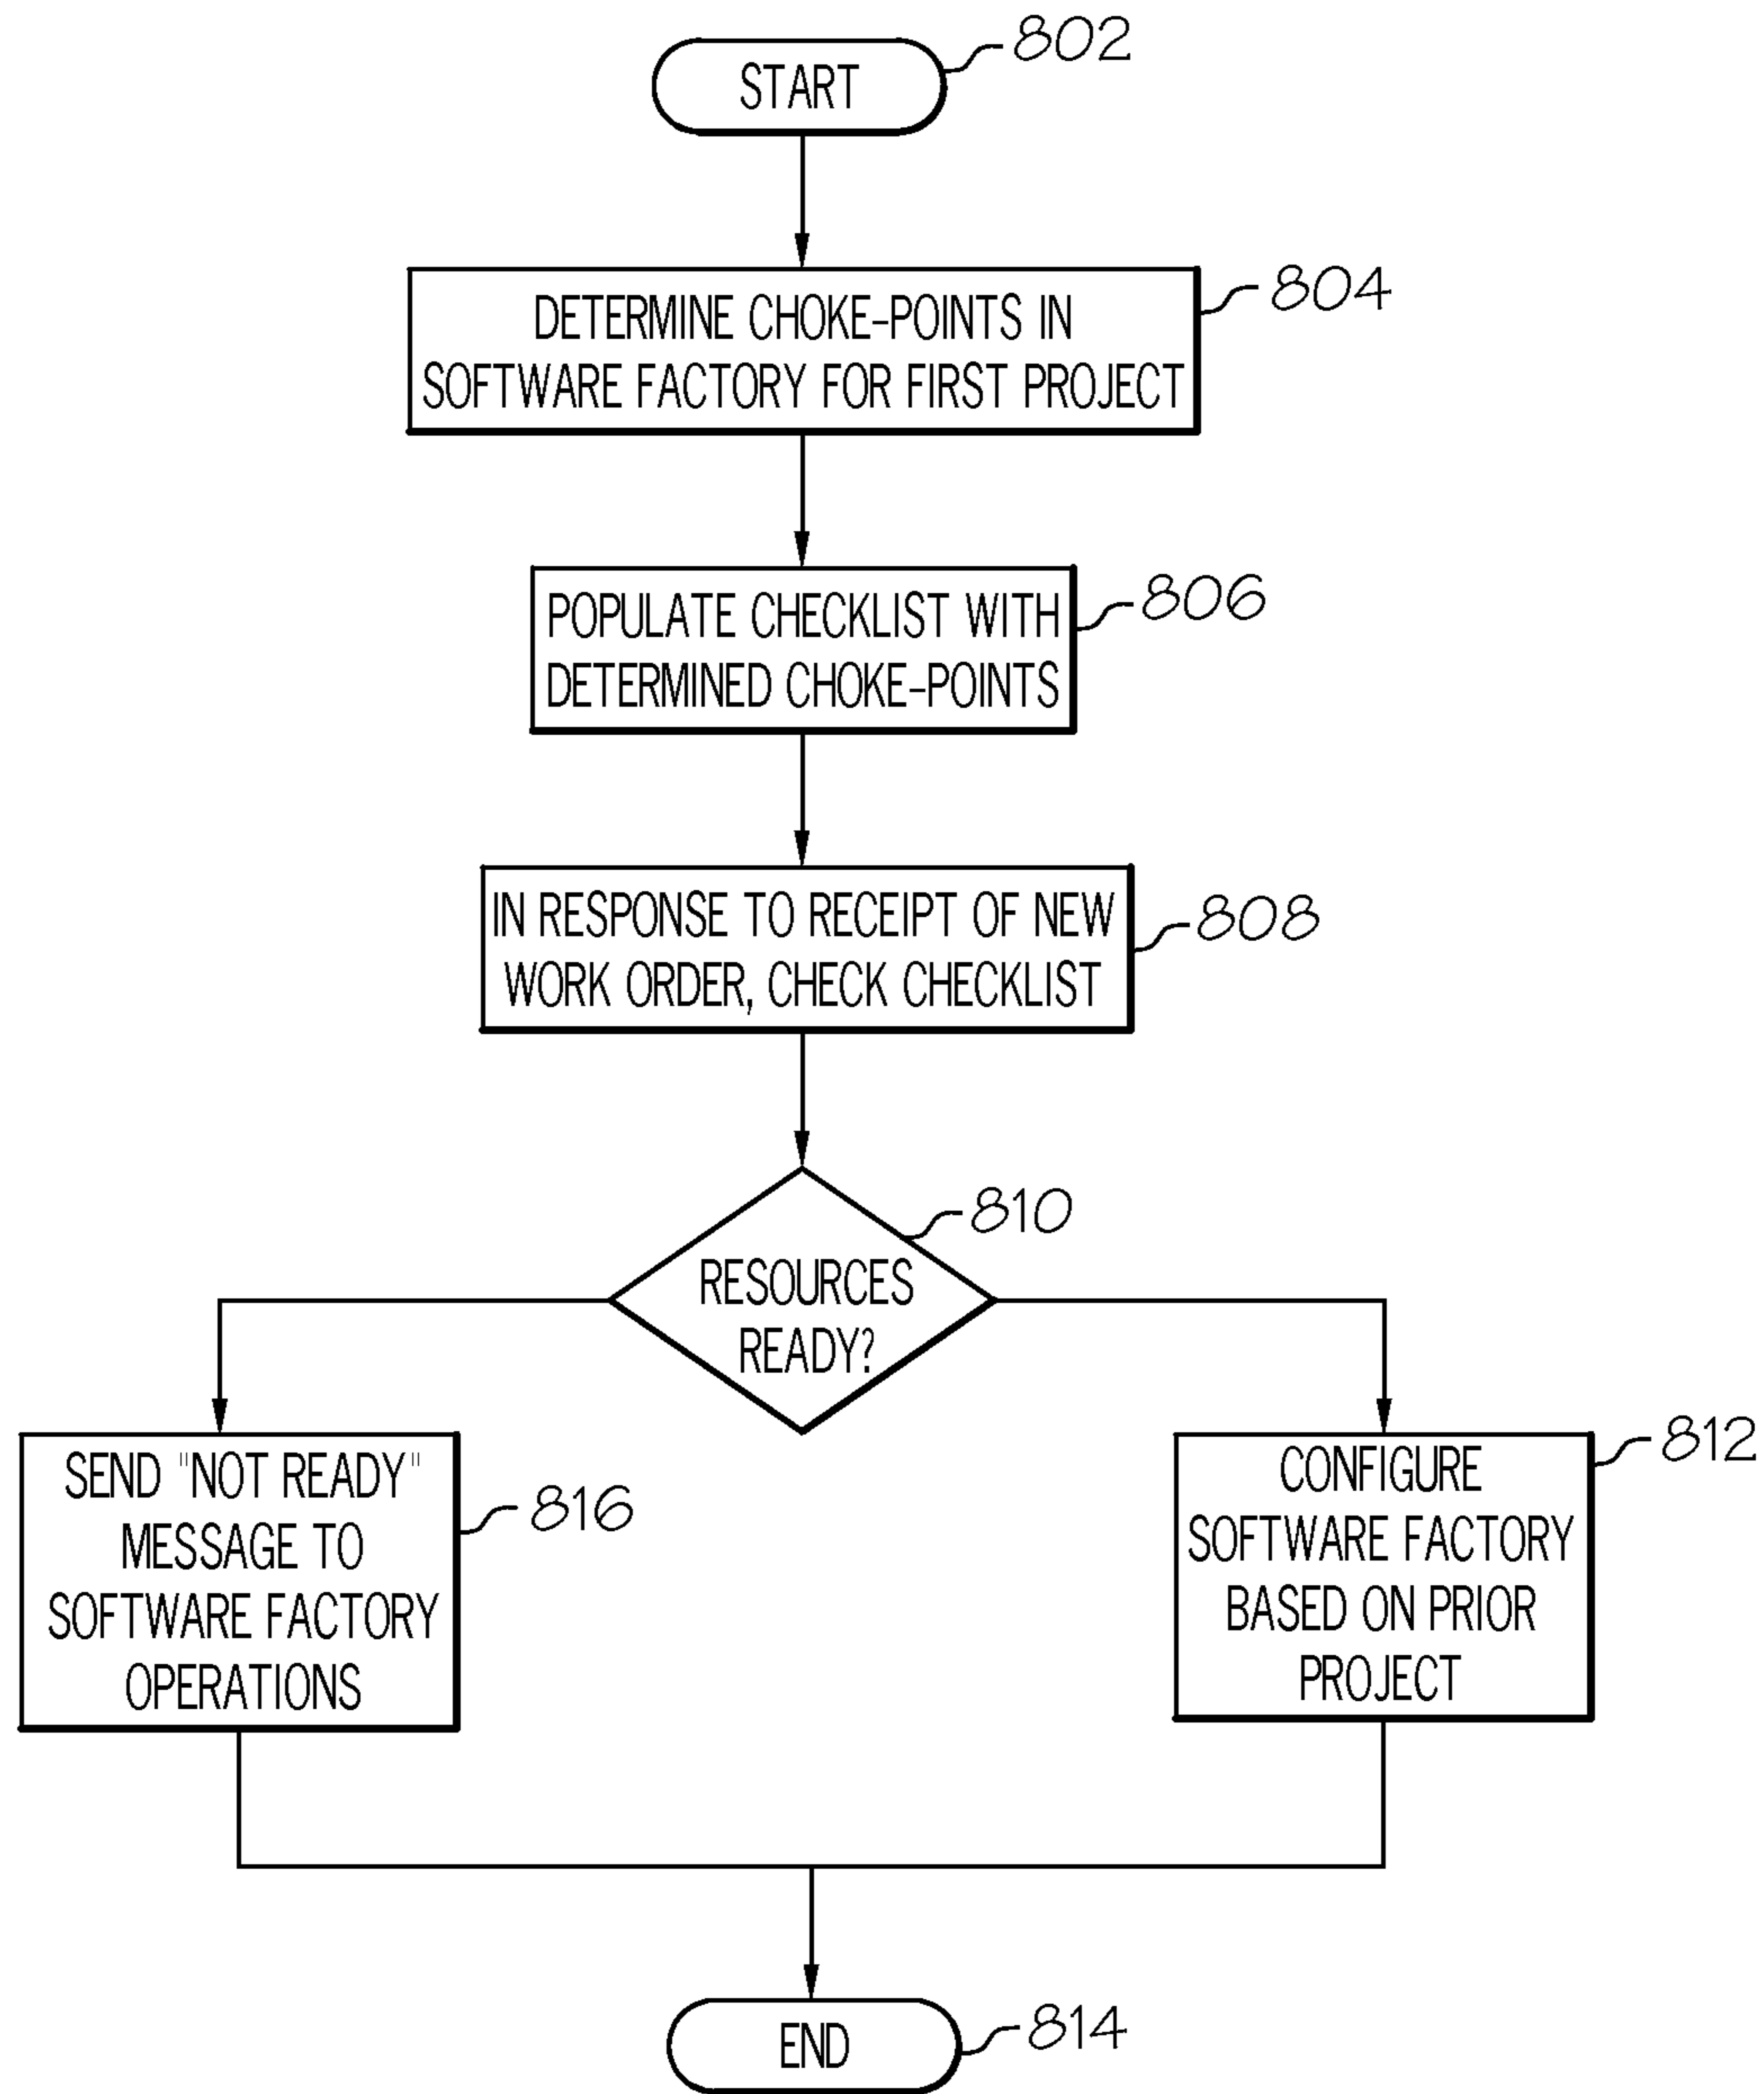 START
802
DETERMINE CHOKE-POINTS IN
SOFTWARE FACTORY FOR FIRST PROJECT
804
POPULATE CHECKLIST WITH
DETERMINED CHOKE-POINTS
806
IN RESPONSE TO RECEIPT OF NEW
WORK ORDER, CHECK CHECKLIST
808
RESOURCES
READY?
810
SEND "NOT READY"
MESSAGE TO
SOFTWARE FACTORY
OPERATIONS
816
CONFIGURE
SOFTWARE FACTORY
BASED ON PRIOR
PROJECT
812
END
814